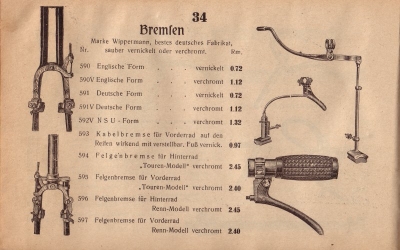 34
Bremsen
Marke Wippermann, bestes deutsches Fabrikat,
Nr. sauber vernickelt oder verchromt. Rm.
590 Englische Form . . . vernickelt 0.72
590V Englische Form . . . verchromt 1.12
591 Deutsche Form . . . vernickelt 0.72
591V Deutsche Form . . . verchromt 1.12
592V NSU-Form . . . verchromt 1.32
593 Kabelbremse für Vorderrad auf den
Reifen wirkend mit verstellbar. Fuß vernick. 0.97
594 Felgenbremse für Hinterrad
„Touren-Modell" verchromt 2.45
595 Felgenbremse für Vorderrad
„Touren-Modell" verchromt 2.40
596 Felgenbremse für Hinterrad
Renn-Modell verchromt 2.45
597 Felgenbremse für Vorderrad
Renn-Modell verchromt 2.40